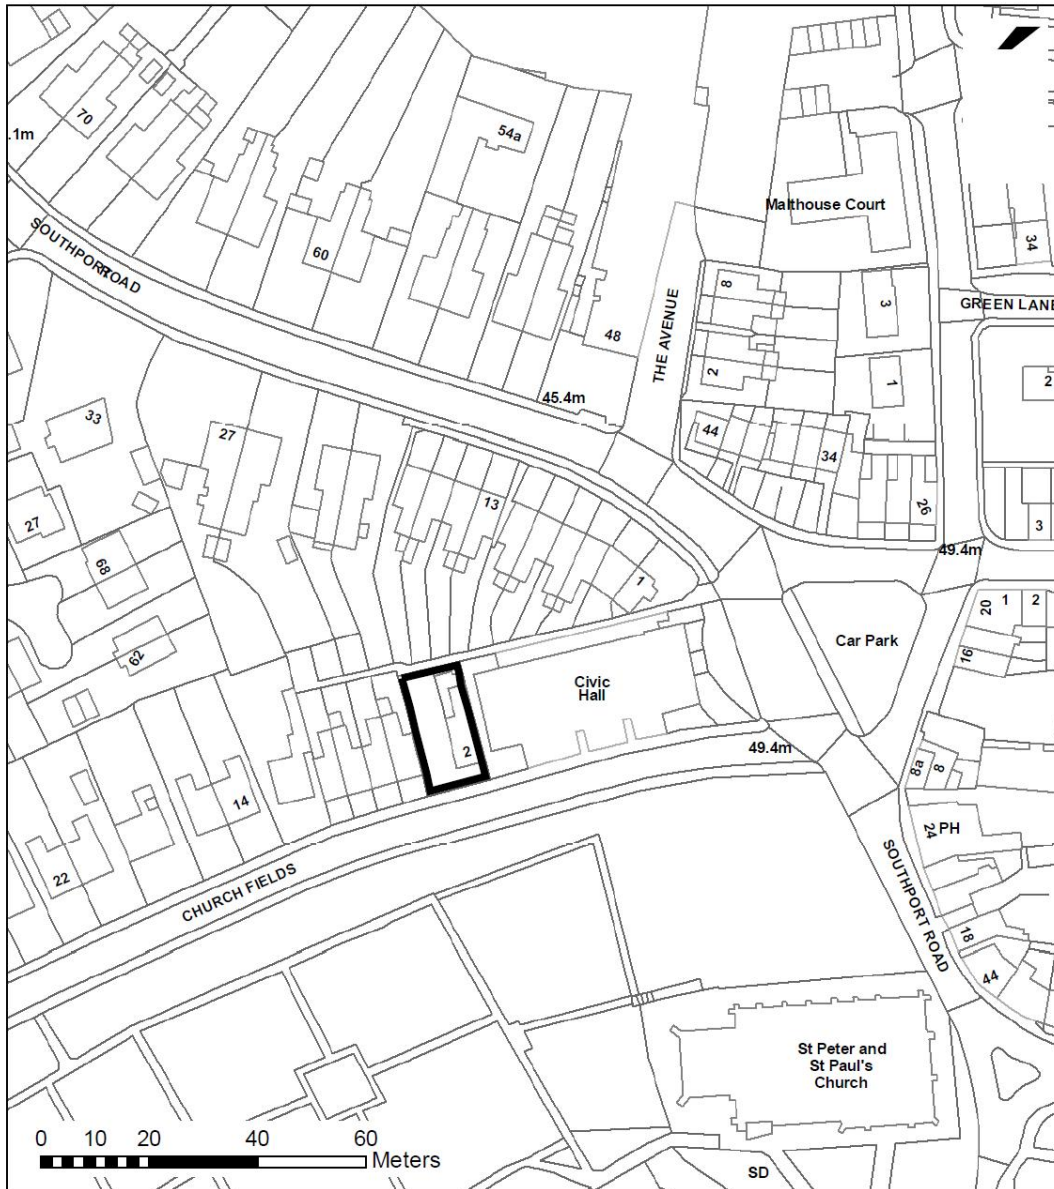 70
.1m
54a
Malthouse Court
34
SOUTHPORT ROAD
60
8
3
GREEN LANE
THE AVENUE
48
2
1
2
45.4m
33
27
44
34
13
26
3
27
49.4m
68
1
20
1
2
Car Park
16
62
Civic
Hall
2
49.4m
8a
8
14
24
PH
22
CHURCH FIELDS
SOUTHPORT ROAD
18
44
St Peter and
St Paul's
Church
0 10 20 40 60
Meters
SD